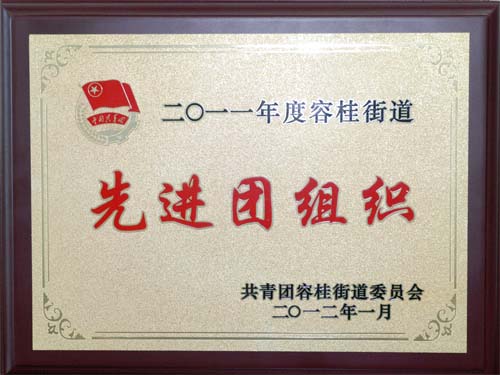 中国共青团
二〇一一年度容桂街道
先进团组织
共青团容桂街道委员会
二〇一二年一月